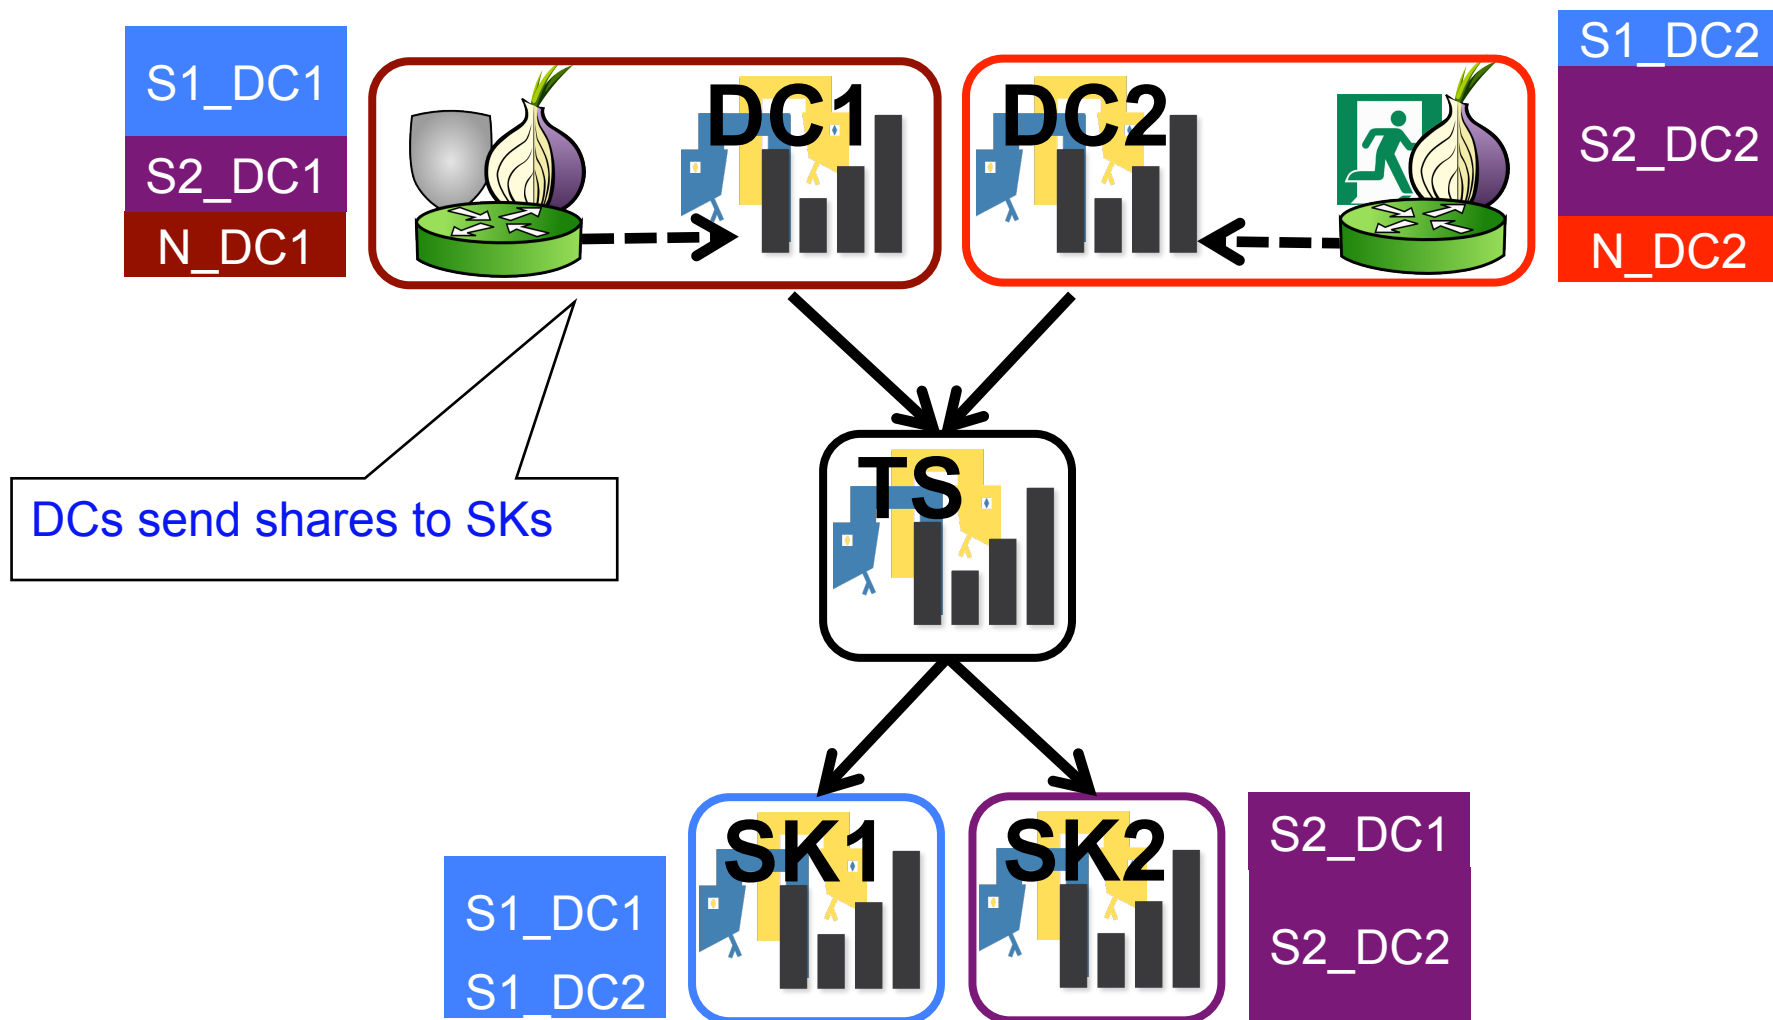 S1_DC1
S2_DC1
N_DC1
DC1
DC2
S1_DC2
S2_DC2
N_DC2
DCs send shares to SKs
TS
SK1
SK2
S1_DC1
S1_DC2
S2_DC1
S2_DC2